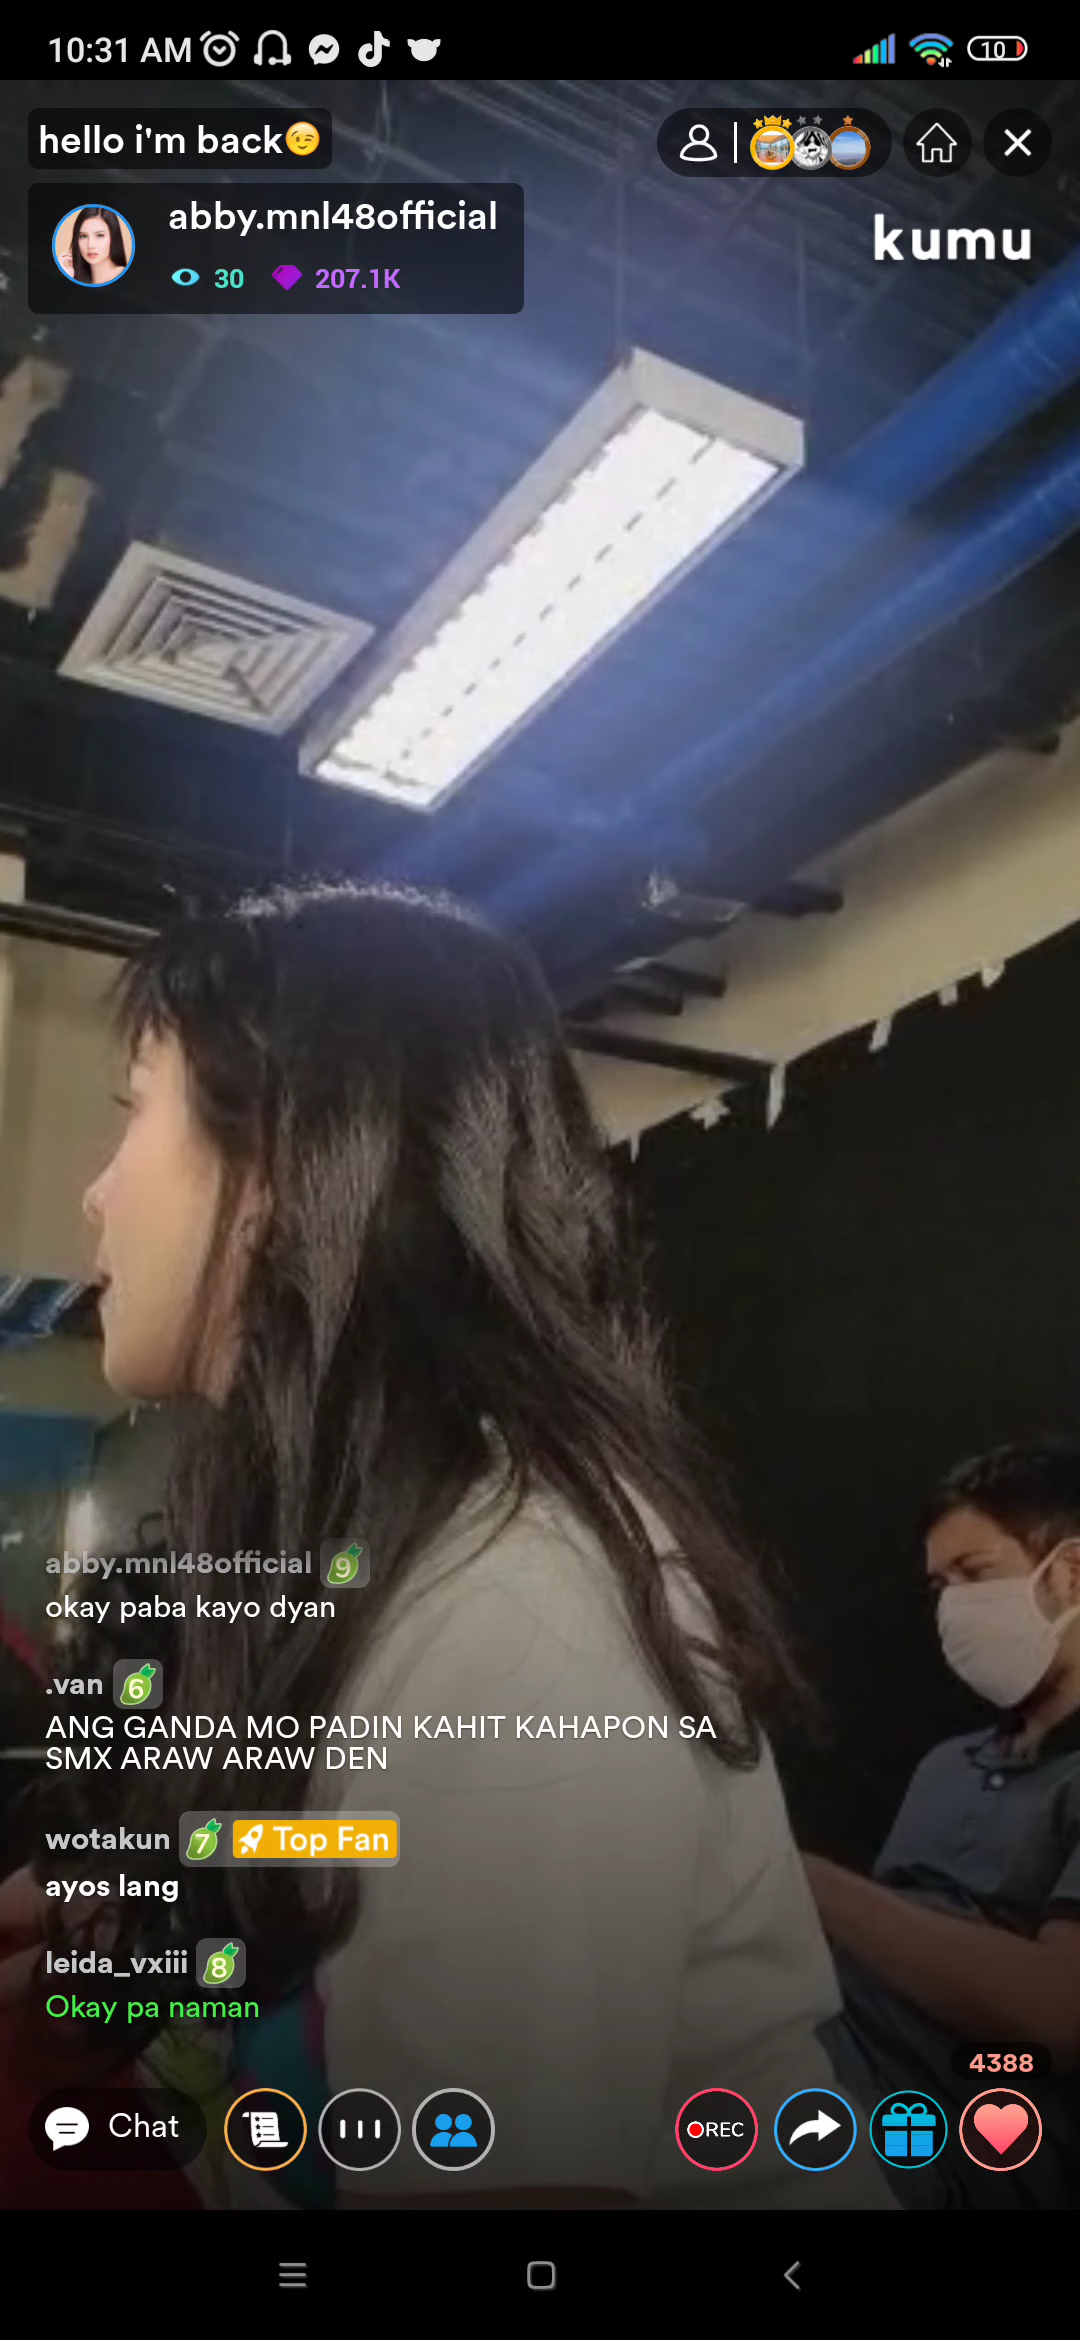 10:31 AM
10
hello i'm back😉
abby.mnl48official
30 207.1K
kumu
abby.mnl48official 9
okay paba kayo dyan
.van 6
ANG GANDA MO PADIN KAHIT KAHAPON SA
SMX ARAW ARAW DEN
wotakun 7 Top Fan
ayos lang
leida_vxiii 8
Okay pa naman
4388
Chat
REC